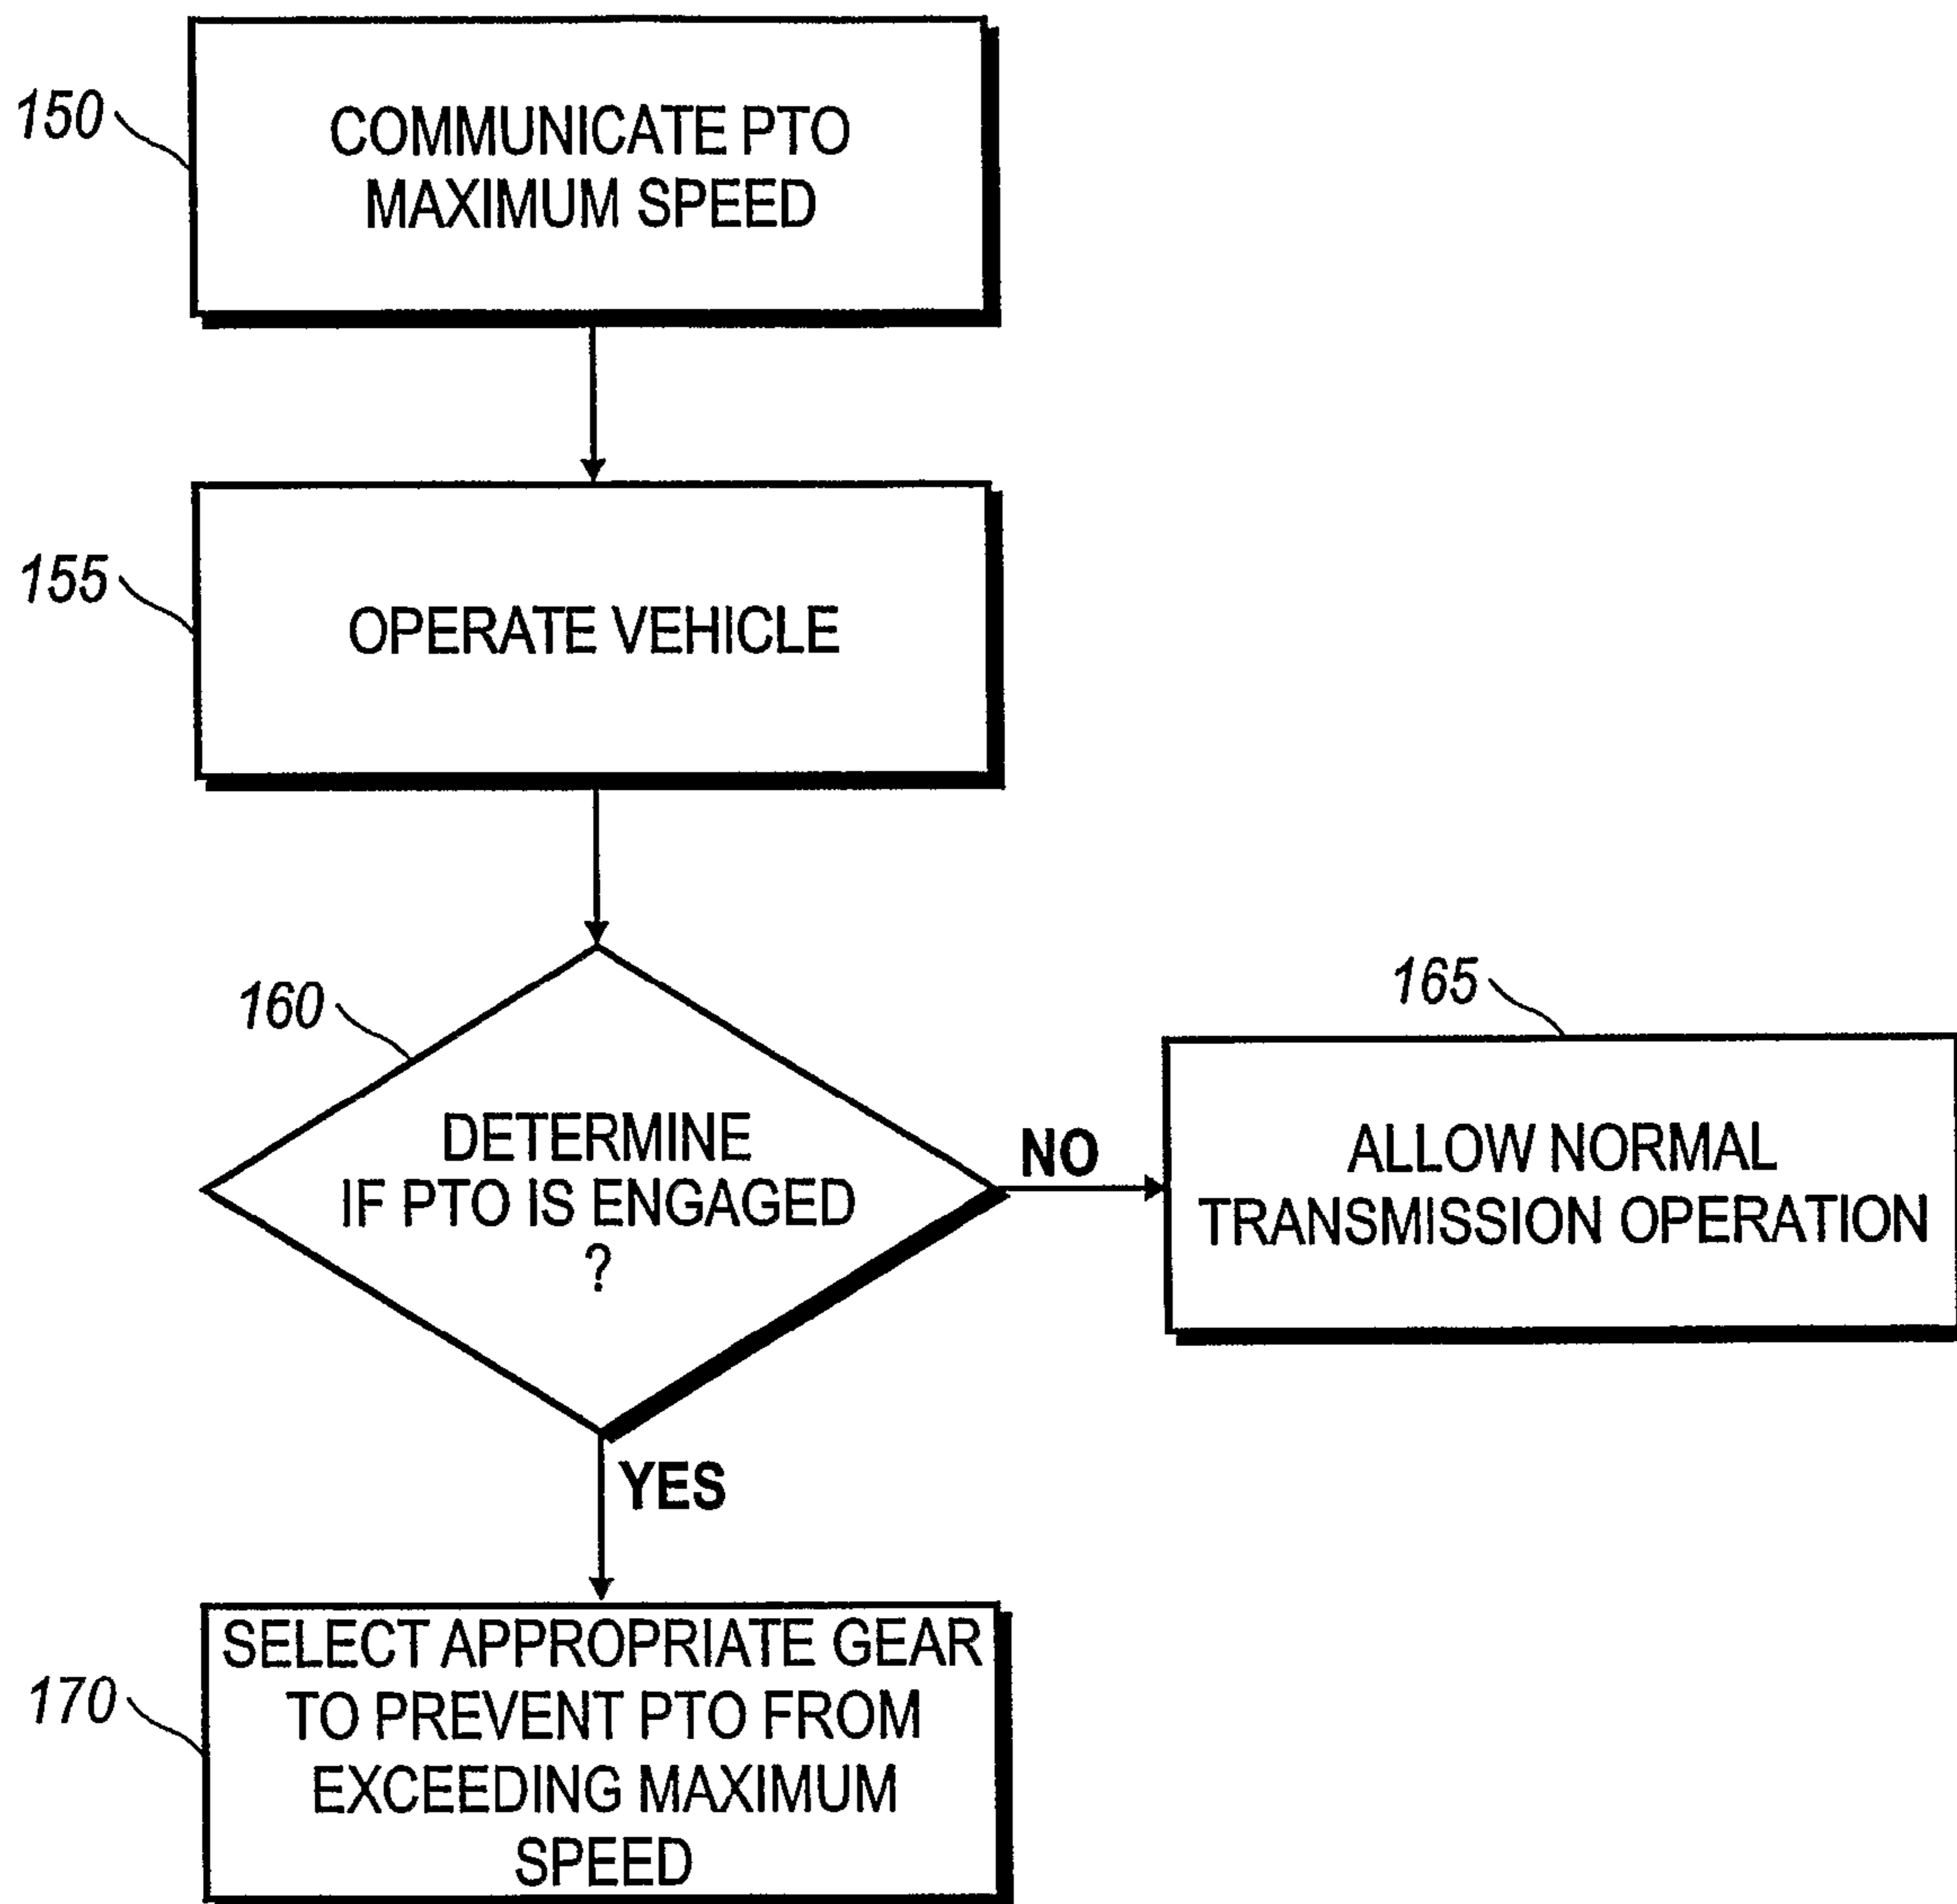 150
COMMUNICATE PTO
MAXIMUM SPEED
155
OPERATE VEHICLE
160
DETERMINE
IF PTO IS ENGAGED
?
NO
165
ALLOW NORMAL
TRANSMISSION OPERATION
YES
170
SELECT APPROPRIATE GEAR
TO PREVENT PTO FROM
EXCEEDING MAXIMUM
SPEED